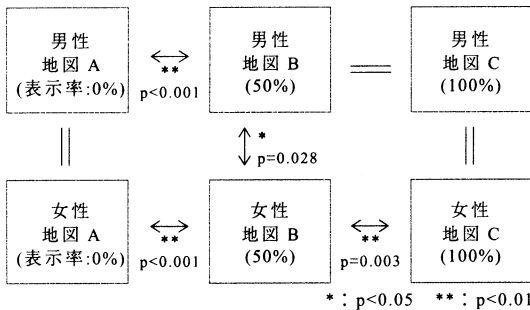 男性
地図 A
(表示率:0%)
**
p<0.001
男性
地図 B
(50%)
男性
地図 C
(100%)
*
p=0.028
女性
地図 A
(表示率:0%)
**
p<0.001
女性
地図 B
(50%)
**
p=0.003
女性
地図 C
(100%)
*: p<0.05 **: p<0.01